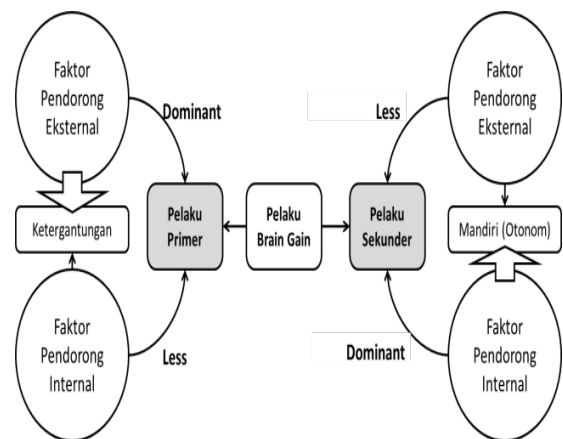 Faktor
Pendorong
Eksternal
Dominant
Ketergantungan
Pelaku
Primer
Less
Faktor
Pendorong
Internal
Pelaku
Brain Gain
Less
Faktor
Pendorong
Eksternal
Pelaku
Sekunder
Mandiri (Otonom)
Dominant
Faktor
Pendorong
Internal